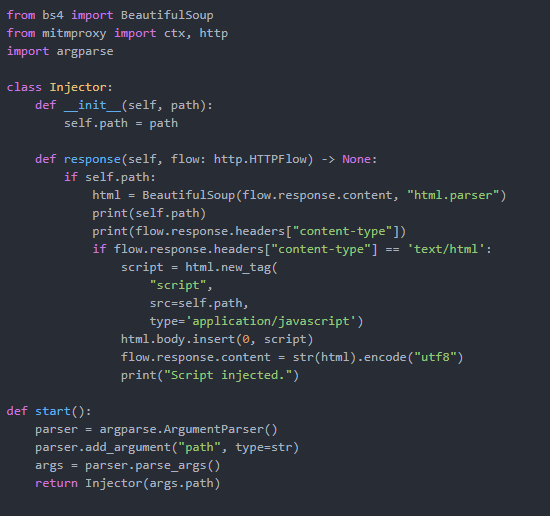 from bs4 import BeautifulSoup
from mitmproxy import ctx, http
import argparse

class Injector:
    def __init__(self, path):
        self.path = path

    def response(self, flow: http.HTTPFlow) -> None:
        if self.path:
            html = BeautifulSoup(flow.response.content, "html.parser")
            print(self.path)
            print(flow.response.headers["content-type"])
            if flow.response.headers["content-type"] == 'text/html':
                script = html.new_tag(
                    "script",
                    src=self.path,
                    type='application/javascript')
                html.body.insert(0, script)
                flow.response.content = str(html).encode("utf8")
                print("Script injected.")

def start():
    parser = argparse.ArgumentParser()
    parser.add_argument("path", type=str)
    args = parser.parse_args()
    return Injector(args.path)